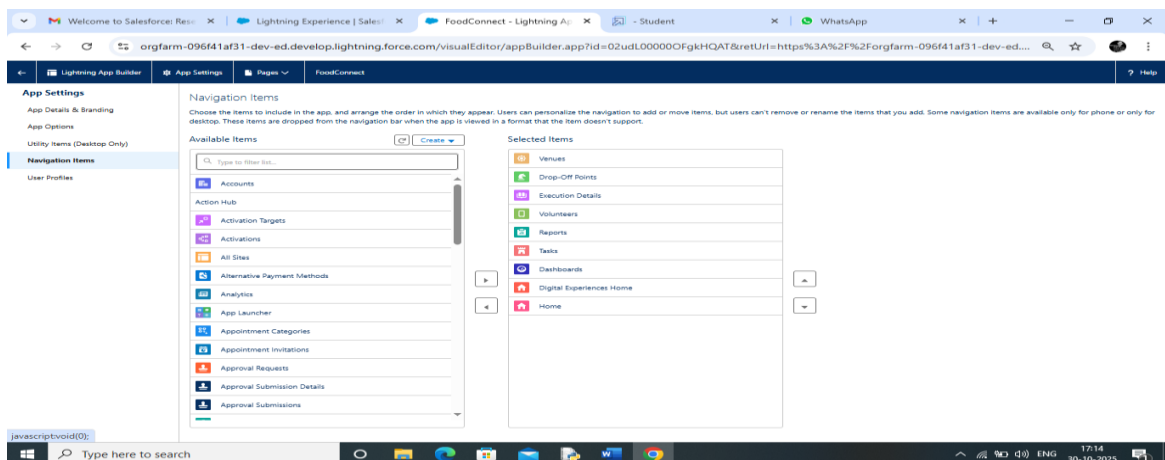 Welcome to Salesforce: Rese
Lightning Experience | Salesf
FoodConnect - Lightning Ap
- Student
WhatsApp
orgfarm-096f41af31-dev-ed.develop.lightning.force.com/visualEditor/appBuilder.app?id=02udL00000OFgkHQAT&retUrl=https%3A%2F%2Forgfarm-096f41af31-dev-ed....
Lightning App Builder
App Settings
Pages
FoodConnect
? Help
App Settings
App Details & Branding
App Options
Utility Items (Desktop Only)
Navigation Items
User Profiles
Navigation Items
Choose the items to include in the app, and arrange the order in which they appear. Users can personalize the navigation to add or move items, but users can't remove or rename the items that you add. Some navigation items are available only for phone or only for
desktop. These items are dropped from the navigation bar when the app is viewed in a format that the item doesn't support.
Available Items
Create
Type to filter list...
Accounts
Action Hub
Activation Targets
Activations
All Sites
Alternative Payment Methods
Analytics
App Launcher
Appointment Categories
Appointment Invitations
Approval Requests
Approval Submission Details
Approval Submissions
Selected Items
Venues
Drop-Off Points
Execution Details
Volunteers
Reports
Tasks
Dashboards
Digital Experiences Home
Home
javascript:void(0);
Type here to search
ENG
17:14
30-10-2025